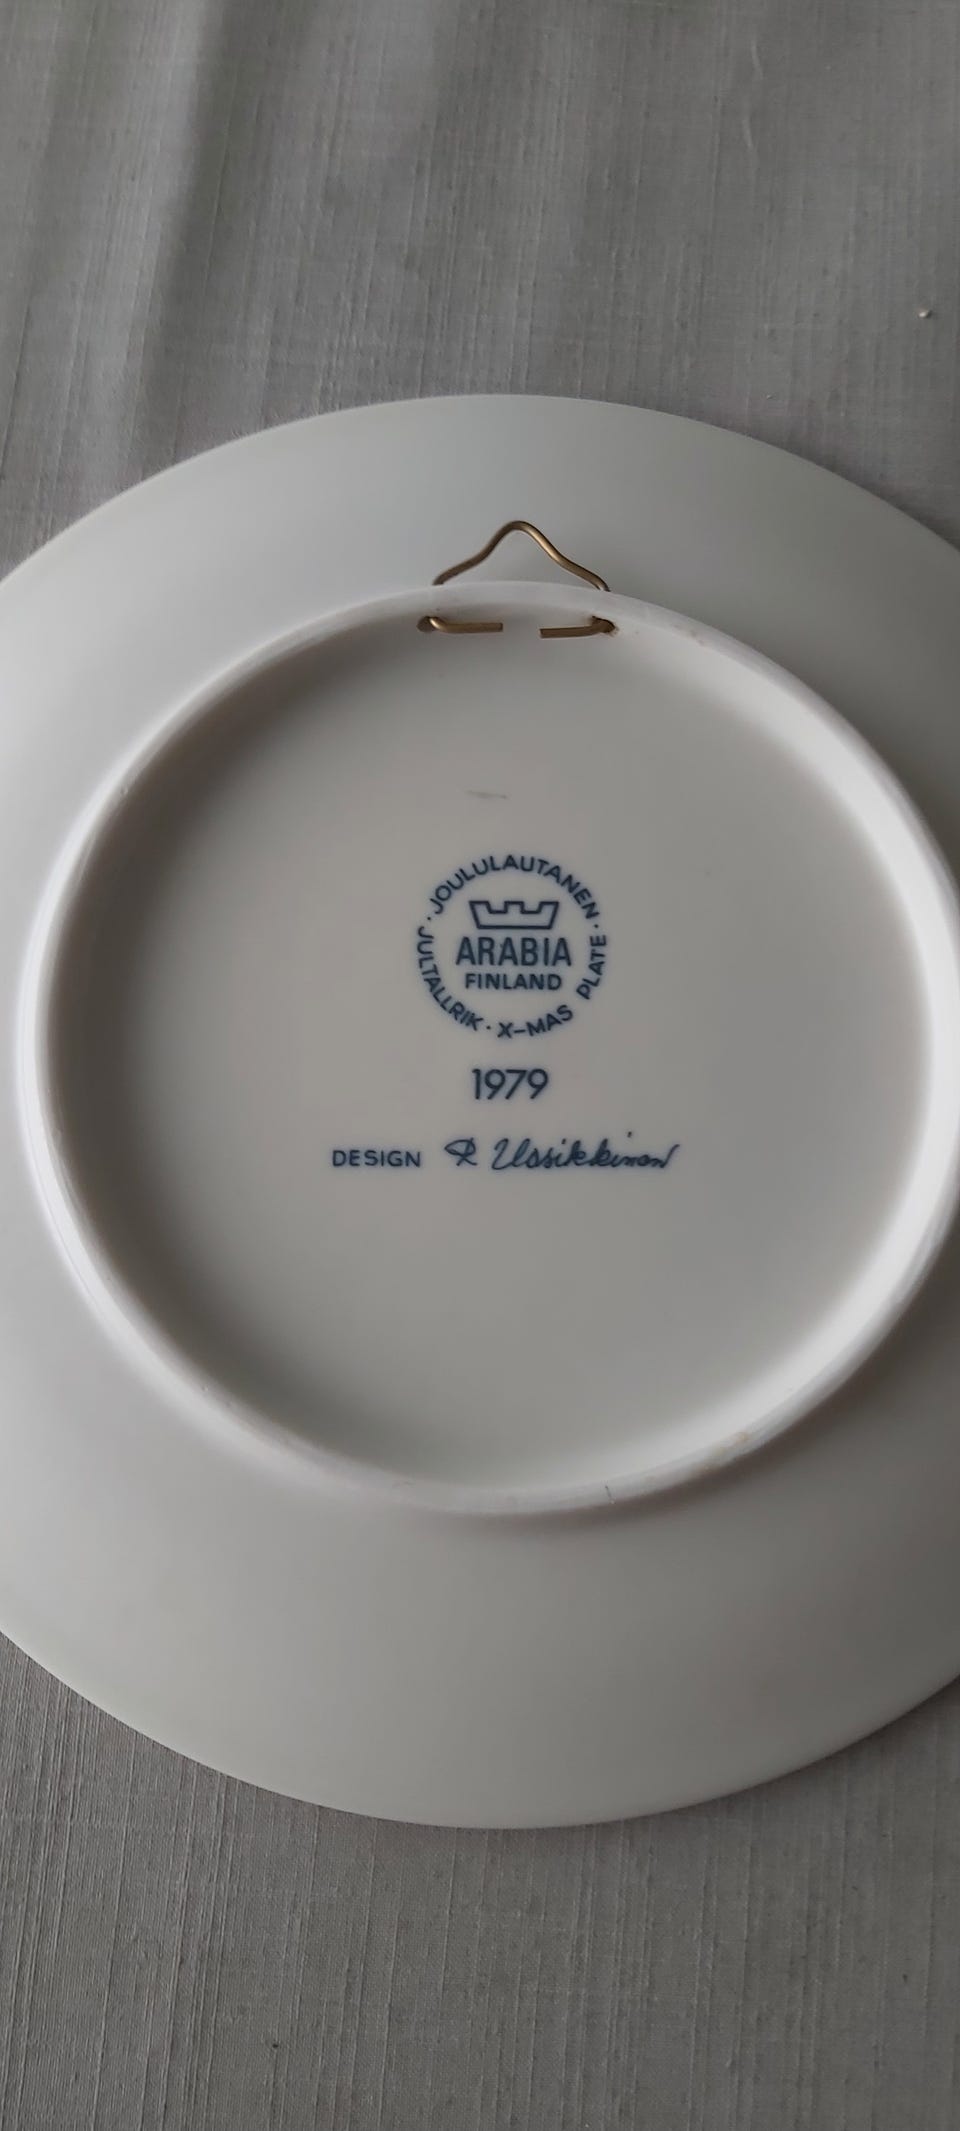 · JOULULAUTANEN · JULTALLRIK · X-MAS PLATE
ARABIA
FINLAND
1979
DESIGN R Uosikkinen